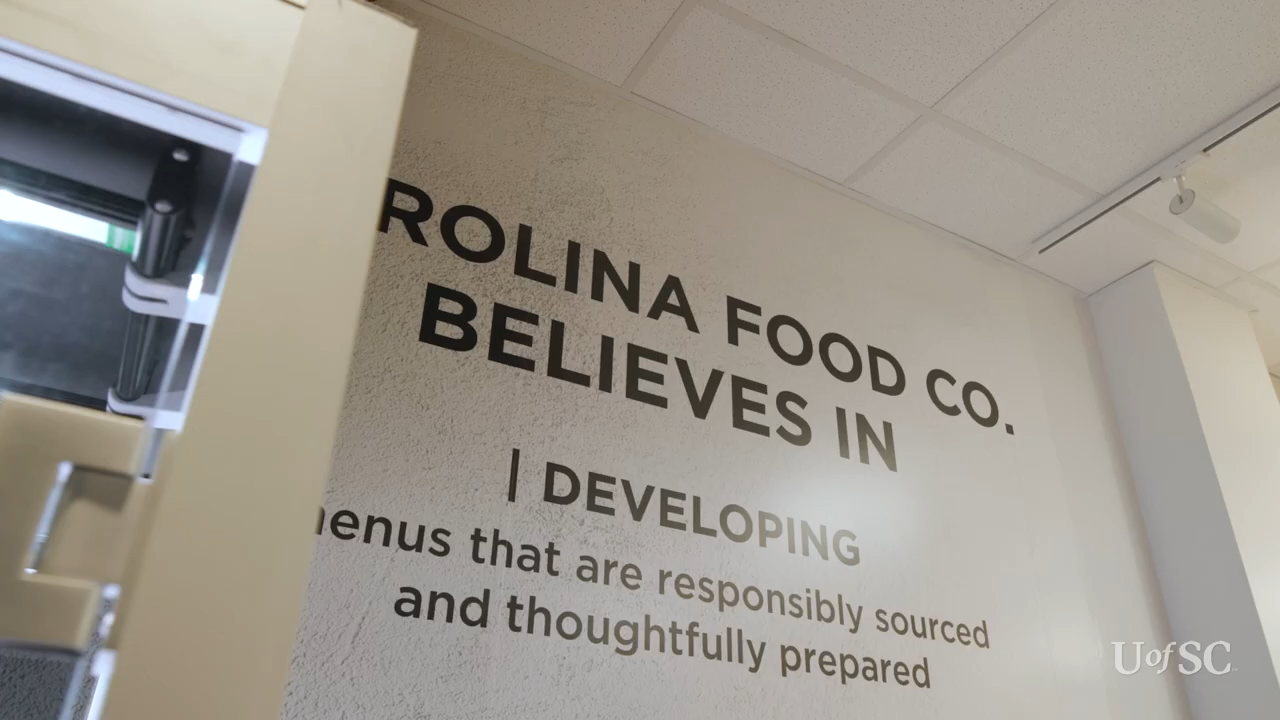 ROLINA FOOD CO.
BELIEVES IN
| DEVELOPING
enus that are responsibly sourced
and thoughtfully prepared
UofSC